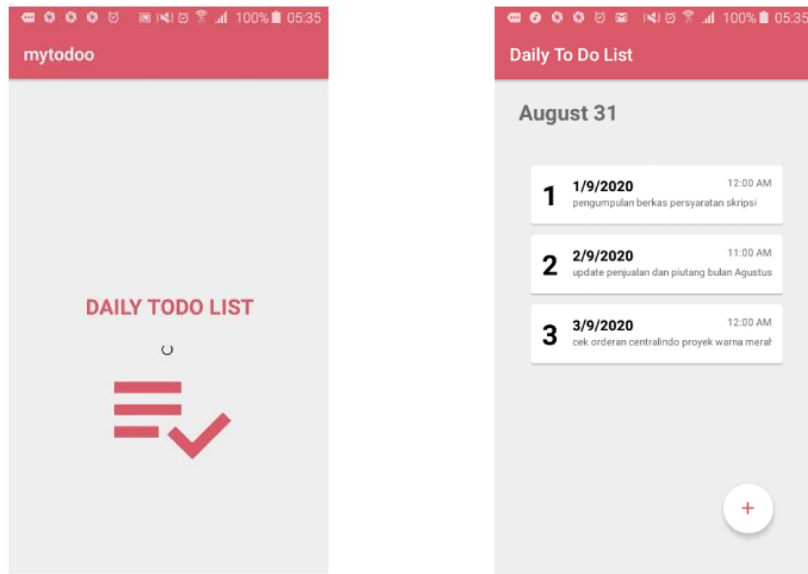 100% 05:35
mytodoo
DAILY TODO LIST
100% 05:35
Daily To Do List
August 31
1 1/9/2020 12:00 AM
pengumpulan berkas persyaratan skripsi
2 2/9/2020 11:00 AM
update penjualan dan piutang bulan Agustus
3 3/9/2020 12:00 AM
cek orderan centralindo proyek warna merah
+